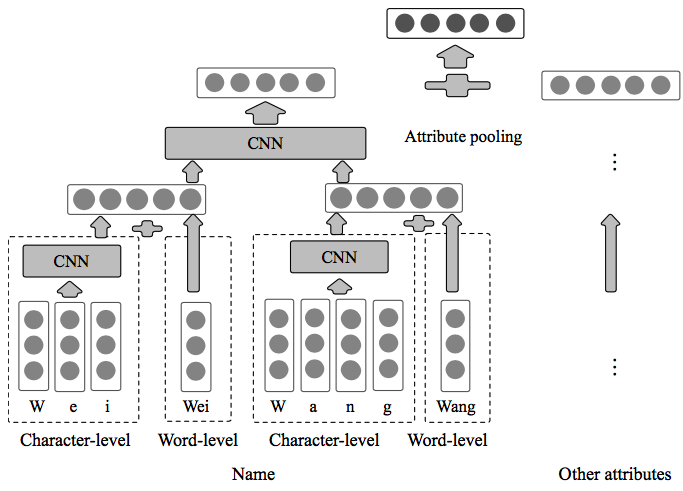 CNN
Attribute pooling
CNN
CNN
W e i
Wei
W a n g
Wang
Character-level
Word-level
Character-level
Word-level
Name
Other attributes